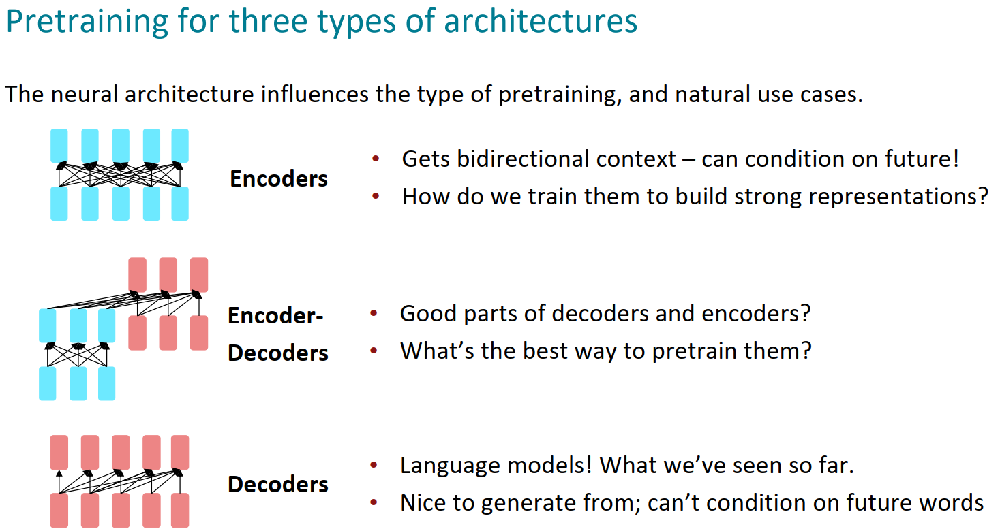 Pretraining for three types of architectures
The neural architecture influences the type of pretraining, and natural use cases.
Encoders
• Gets bidirectional context – can condition on future!
• How do we train them to build strong representations?
Encoder-
Decoders
• Good parts of decoders and encoders?
• What’s the best way to pretrain them?
Decoders
• Language models! What we’ve seen so far.
• Nice to generate from; can’t condition on future words